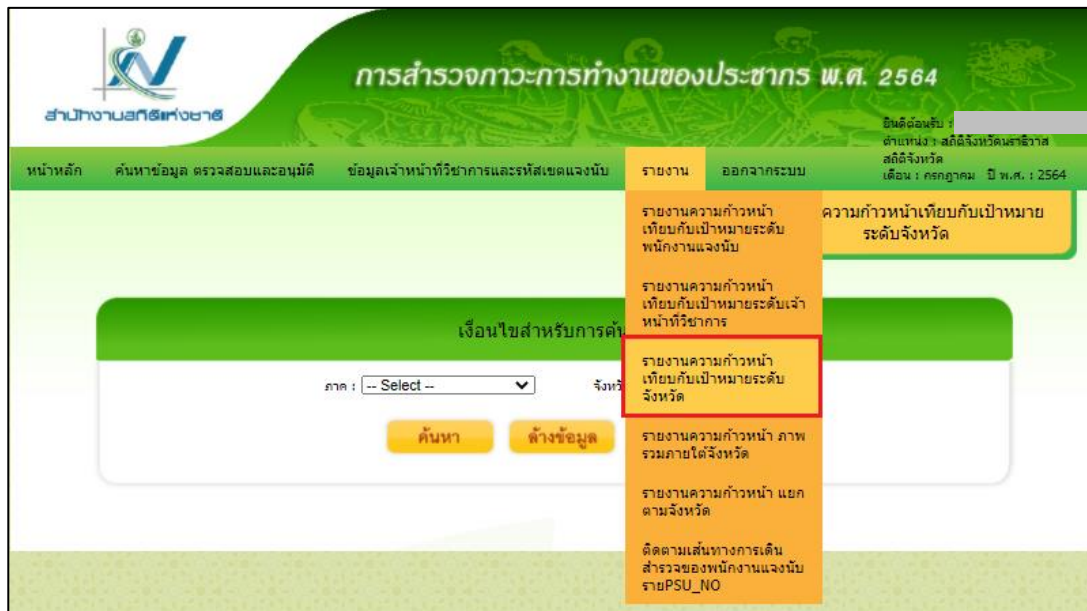 การสำรวจภาวะการทำงานของประชากร พ.ศ. 2564
สำนักงานสถิติแห่งชาติ
ยินดีต้อนรับ :
ตำแหน่ง : สถิติจังหวัดนราธิวาส
สถิติจังหวัด
เดือน : กรกฎาคม ปี พ.ศ. : 2564
หน้าหลัก ค้นหาข้อมูล ตรวจสอบและอนุมัติ ข้อมูลเจ้าหน้าที่วิชาการและรหัสเขตแจงนับ รายงาน ออกจากระบบ
ความก้าวหน้าเทียบกับเป้าหมาย
ระดับจังหวัด
รายงานความก้าวหน้า
เทียบกับเป้าหมายระดับ
พนักงานแจงนับ
รายงานความก้าวหน้า
เทียบกับเป้าหมายระดับเจ้า
หน้าที่วิชาการ
รายงานความก้าวหน้า
เทียบกับเป้าหมายระดับ
จังหวัด
รายงานความก้าวหน้า ภาพ
รวมภายใต้จังหวัด
รายงานความก้าวหน้า แยก
ตามจังหวัด
ติดตามเส้นทางการเดิน
สำรวจของพนักงานแจงนับ
รายPSU_NO
เงื่อนไขสำหรับการค้น
ภาค : -- Select -- จังหวั
ค้นหา ล้างข้อมูล